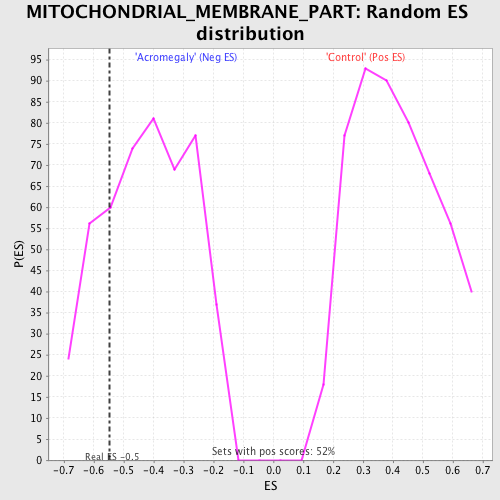 MITOCHONDRIAL_MEMBRANE_PART: Random ES
distribution
'Acromegaly' (Neg ES)
'Control' (Pos ES)
95
90
85
80
75
70
65
60
55
50
45
40
35
30
25
20
15
10
5
0
P(ES)
Real ES -0.5
Sets with pos scores: 52%
-0.7 -0.6 -0.5 -0.4 -0.3 -0.2 -0.1 0.0 0.1 0.2 0.3 0.4 0.5 0.6 0.7
ES